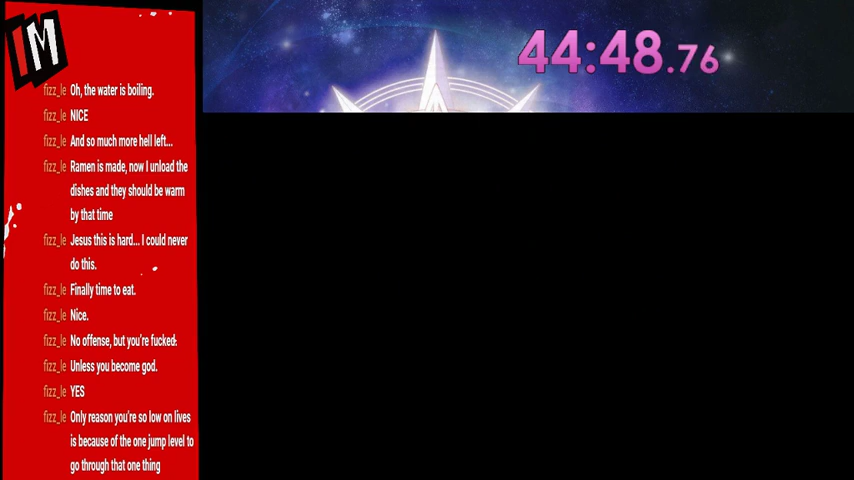 IM
44:48.76
fizz_le Oh, the water is boiling.
fizz_le NICE
fizz_le And so much more hell left...
fizz_le Ramen is made, now I unload the
dishes and they should be warm
by that time
fizz_le Jesus this is hard... I could never
do this.
fizz_le Finally time to eat.
fizz_le Nice.
fizz_le No offense, but you're fucked.
fizz_le Unless you become god.
fizz_le YES
fizz_le Only reason you're so low on lives
is because of the one jump level to
go through that one thing